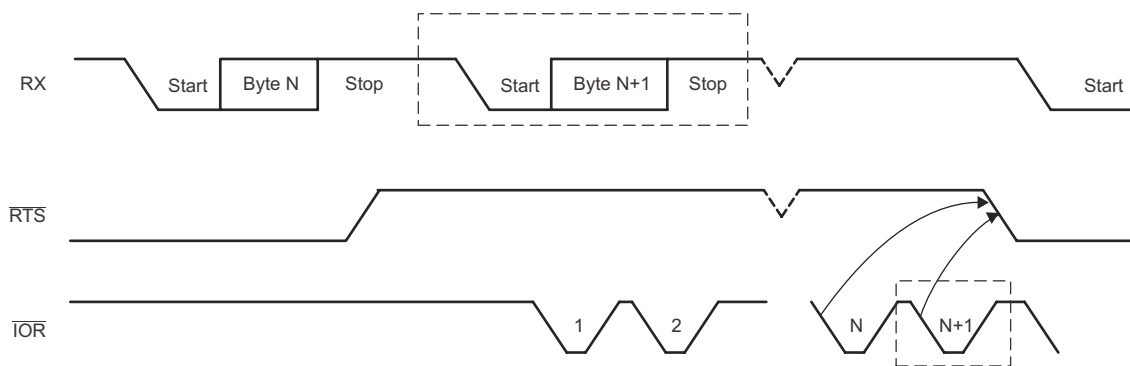 RX Start Byte N Stop Start Byte N+1 Stop Start
RTS
IOR 1 2 N N+1